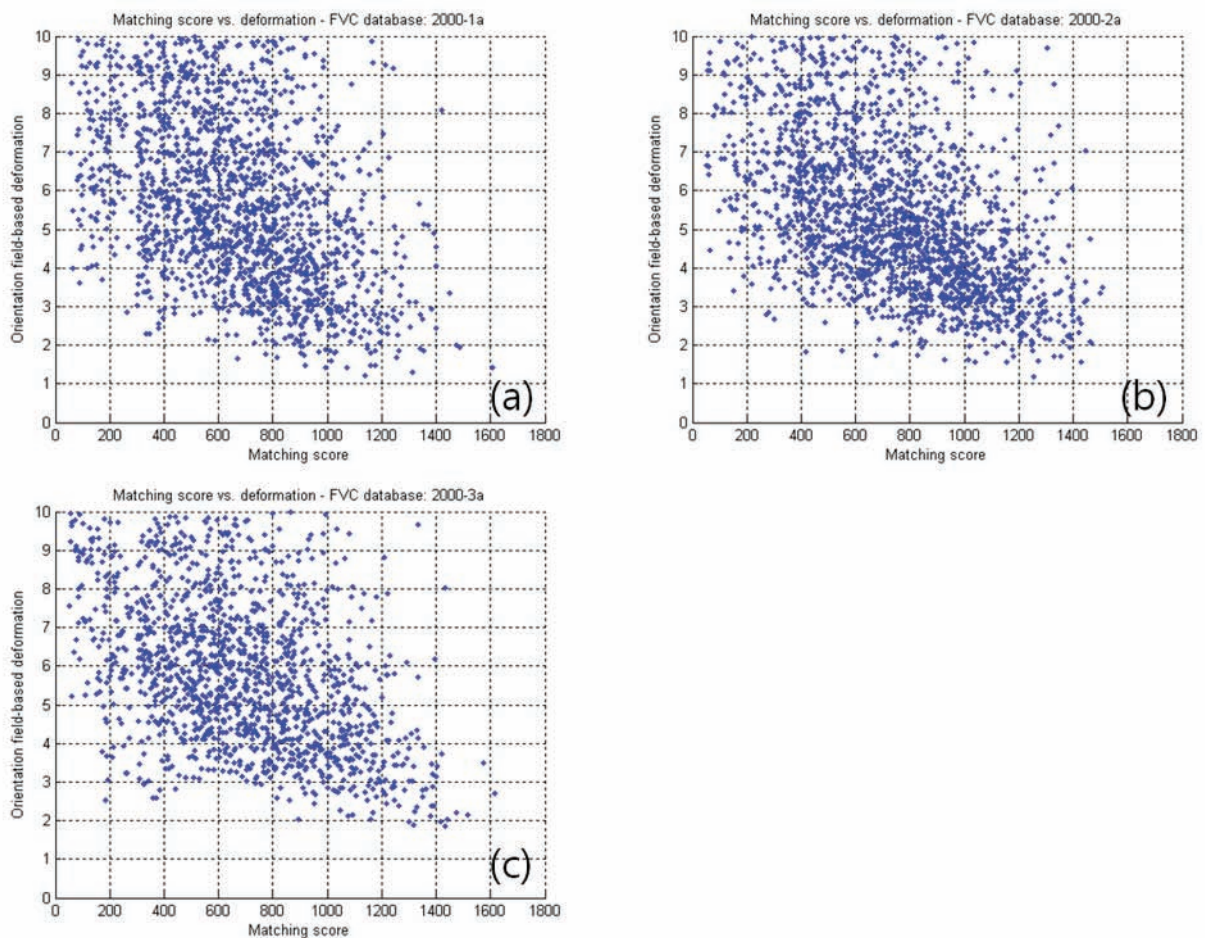 Matching score vs. deformation - FVC database: 2000-1a
10
9
8
7
6
5
4
3
2
1
0
Orientation field-based deformation
0 200 400 600 800 1000 1200 1400 1600 1800
Matching score
(a)
Matching score vs. deformation - FVC database: 2000-2a
10
9
8
7
6
5
4
3
2
1
0
Orientation field-based deformation
0 200 400 600 800 1000 1200 1400 1600 1800
Matching score
(b)
Matching score vs. deformation - FVC database: 2000-3a
10
9
8
7
6
5
4
3
2
1
0
Orientation field-based deformation
0 200 400 600 800 1000 1200 1400 1600 1800
Matching score
(c)